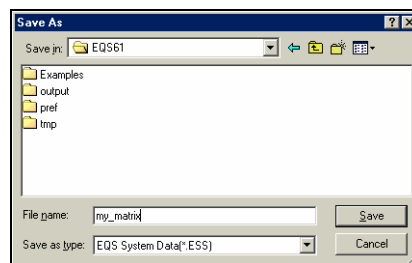 Save As
Save in: EQS61
Examples
output
pref
tmp
File name: my_matrix Save
Save as type: EQS System Data(*.ESS) Cancel